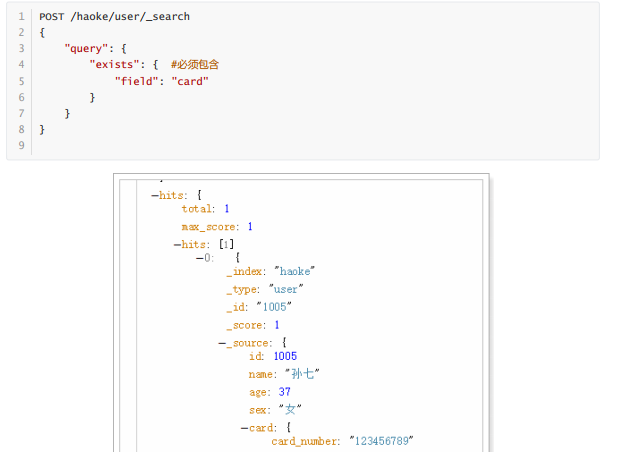 1 POST /haoke/user/_search
2 {
3 "query": {
4 "exists": { #必须包含
5 "field": "card"
6 }
7 }
8 }
9
—hits: {
total: 1
max_score: 1
—hits: [1]
—0: {
_index: "haoke"
_type: "user"
_id: "1005"
_score: 1
—_source: {
id: 1005
name: "孙七"
age: 37
sex: "女"
—card: {
card_number: "123456789"